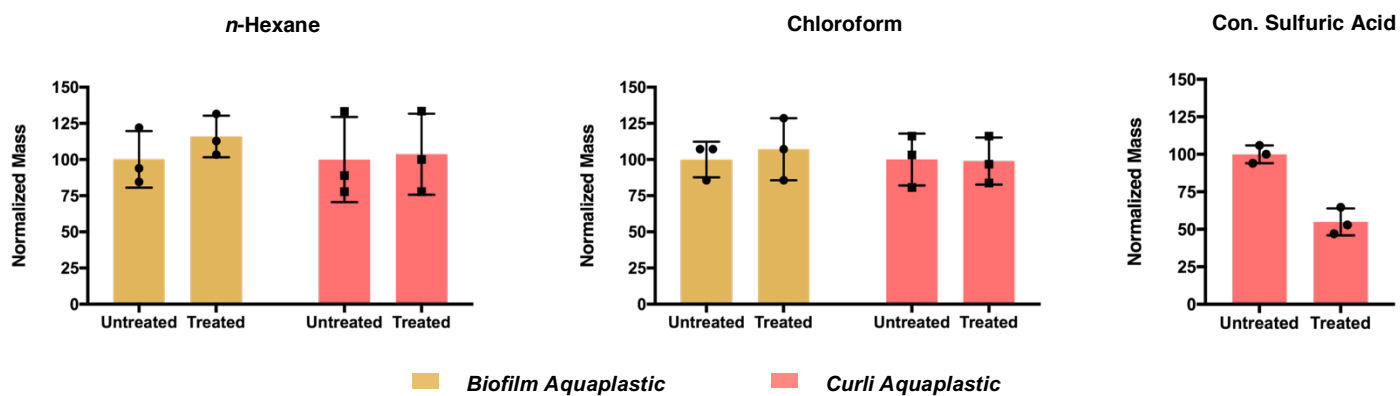 n-Hexane
Chloroform
Con. Sulfuric Acid
Normalized Mass
150
125
100
75
50
25
0
Untreated Treated Untreated Treated
Normalized Mass
150
125
100
75
50
25
0
Untreated Treated Untreated Treated
Normalized Mass
150
125
100
75
50
25
0
Untreated Treated
Biofilm Aquaplastic
Curli Aquaplastic